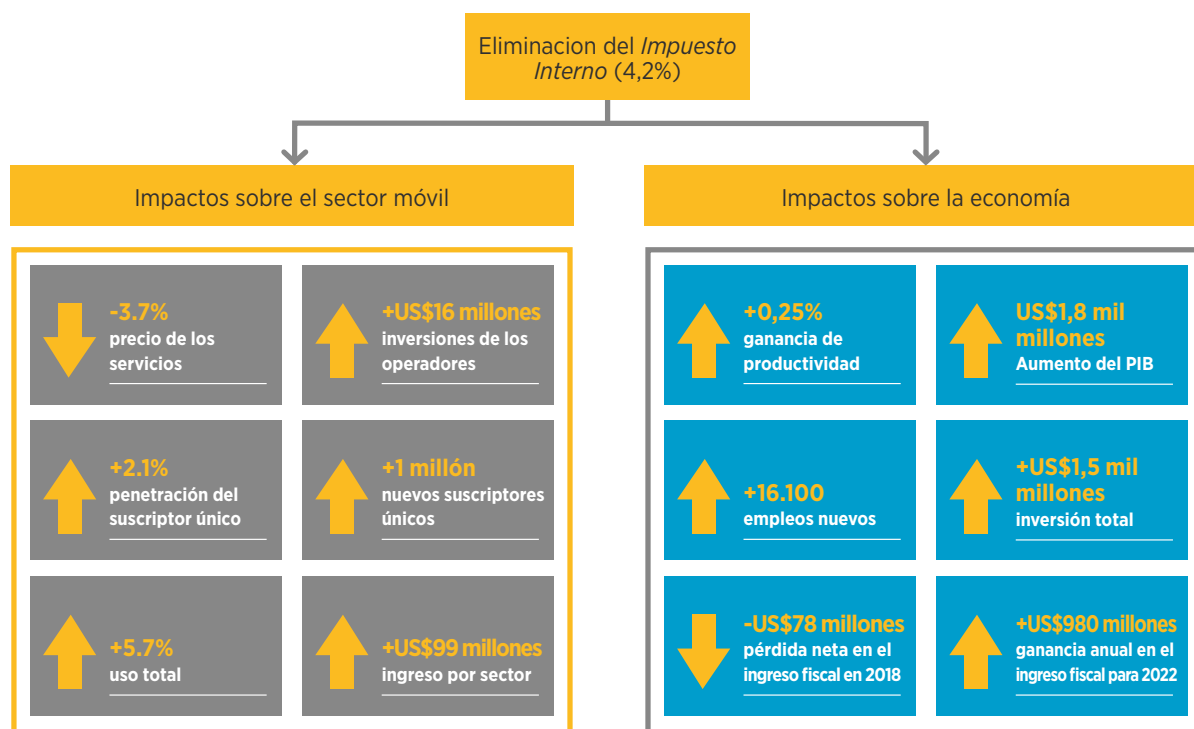 Eliminacion del Impuesto
Interno (4,2%)
Impactos sobre el sector móvil
-3.7%
precio de los
servicios
+US$16 millones
inversiones de los
operadores
+2.1%
penetración del
suscriptor único
+1 millón
nuevos suscriptores
únicos
+5.7%
uso total
+US$99 millones
ingreso por sector
Impactos sobre la economía
+0,25%
ganancia de
productividad
US$1,8 mil
millones
Aumento del PIB
+16.100
empleos nuevos
+US$1,5 mil
millones
inversión total
-US$78 millones
pérdida neta en el
ingreso fiscal en 2018
+US$980 millones
ganancia anual en el
ingreso fiscal para 2022